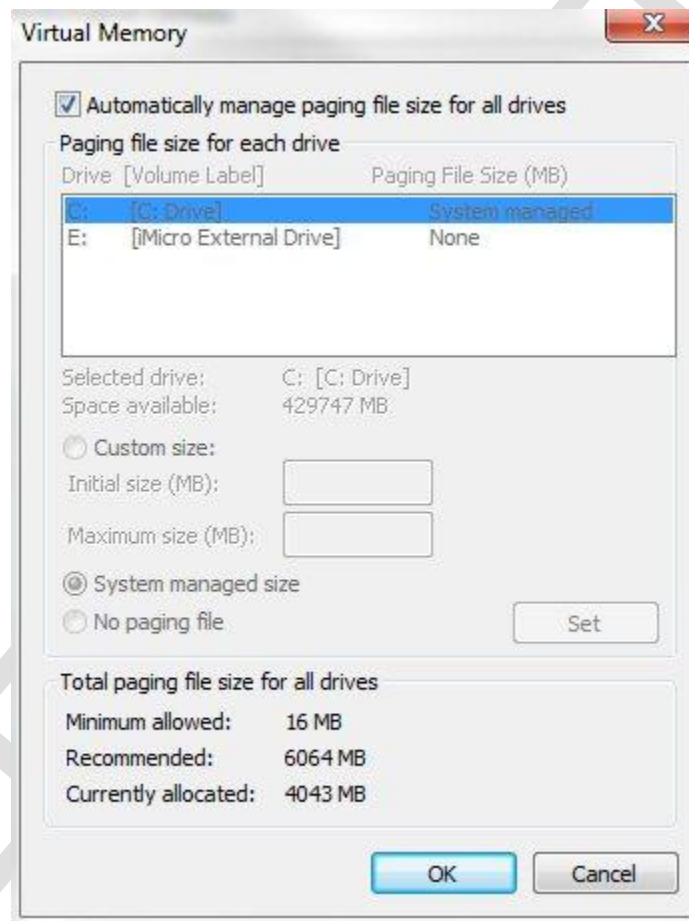 Virtual Memory
Automatically manage paging file size for all drives
Paging file size for each drive
Drive [Volume Label] Paging File Size (MB)
C: [C: Drive] System managed
E: [iMicro External Drive] None
Selected drive: C: [C: Drive]
Space available: 429747 MB
Custom size:
Initial size (MB):
Maximum size (MB):
System managed size
No paging file Set
Total paging file size for all drives
Minimum allowed: 16 MB
Recommended: 6064 MB
Currently allocated: 4043 MB
OK Cancel